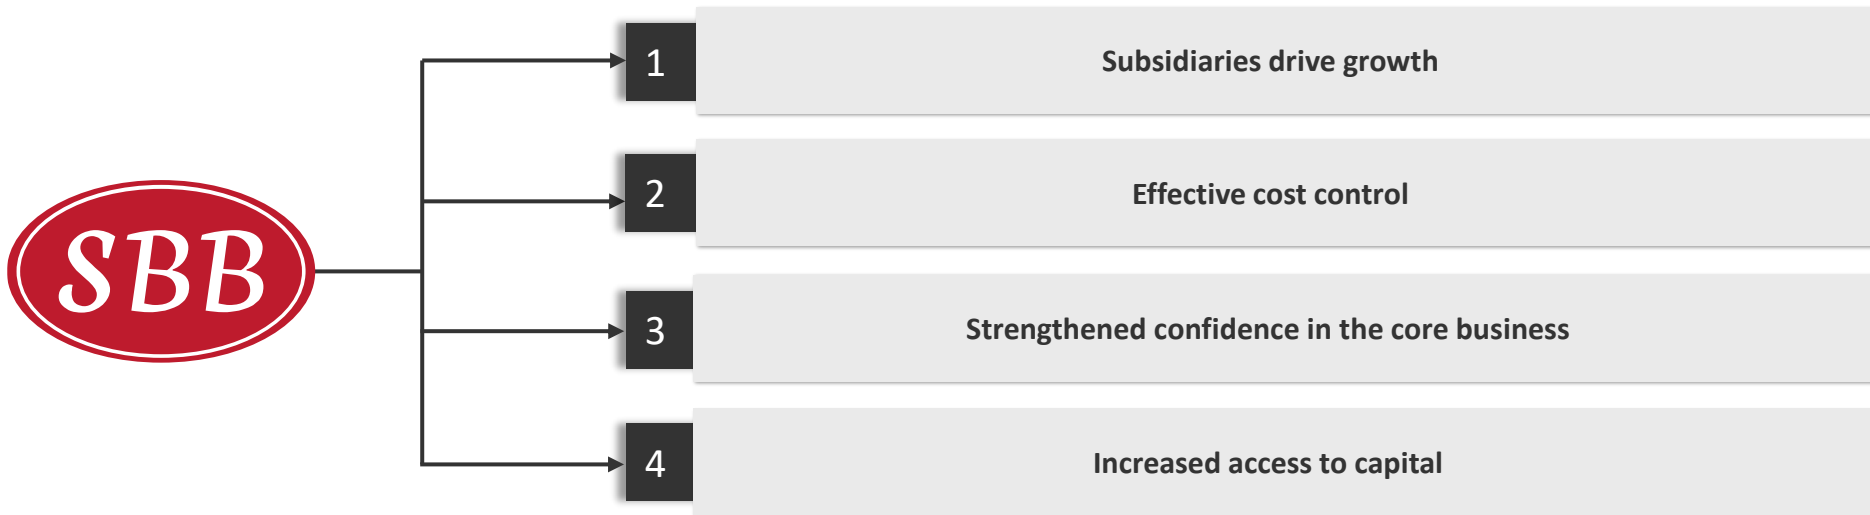 SBB
1
Subsidiaries drive growth
2
Effective cost control
3
Strengthened confidence in the core business
4
Increased access to capital